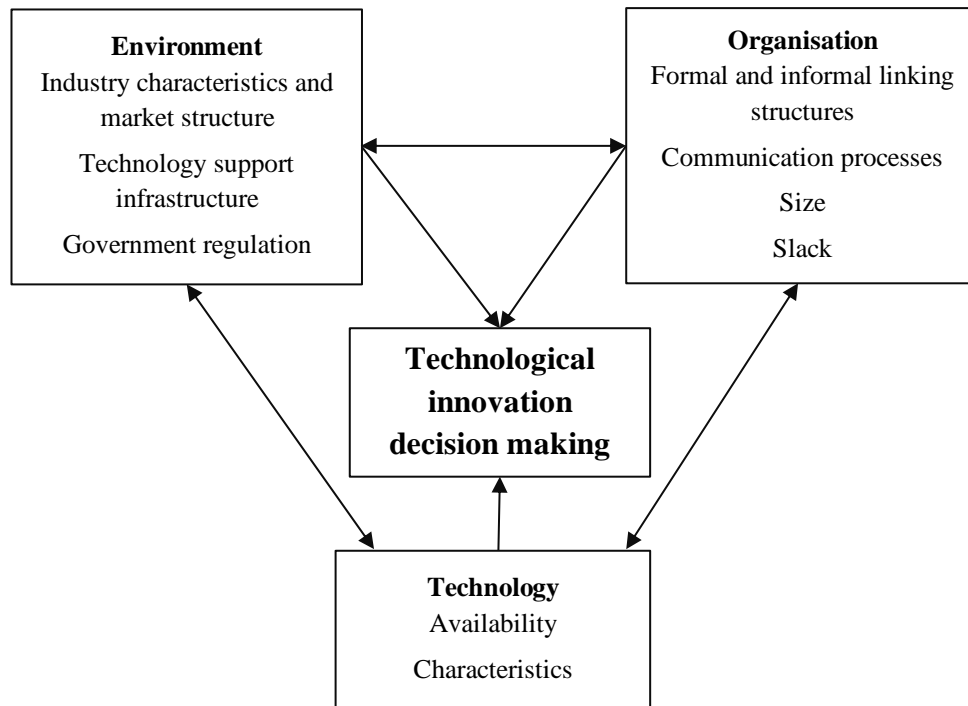 Environment
Industry characteristics and
market structure
Technology support
infrastructure
Government regulation
Organisation
Formal and informal linking
structures
Communication processes
Size
Slack
Technological
innovation
decision making
Technology
Availability
Characteristics